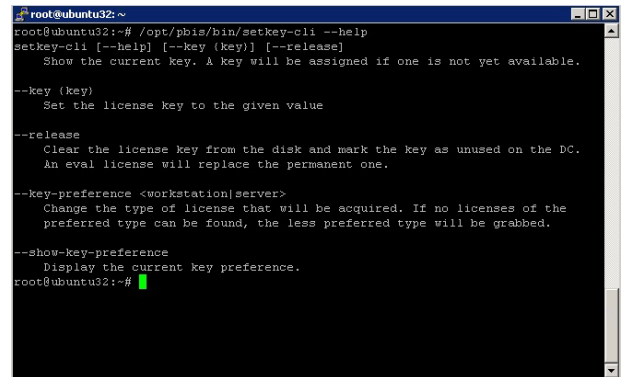 root@ubuntu32: ~
root@ubuntu32:~# /opt/pbis/bin/setkey-cli --help
setkey-cli [--help] [--key {key}] [--release]
    Show the current key. A key will be assigned if one is not yet available.

--key {key}
    Set the license key to the given value

--release
    Clear the license key from the disk and mark the key as unused on the DC.
    An eval license will replace the permanent one.

--key-preference <workstation|server>
    Change the type of license that will be acquired. If no licenses of the
    preferred type can be found, the less preferred type will be grabbed.

--show-key-preference
    Display the current key preference.
root@ubuntu32:~#